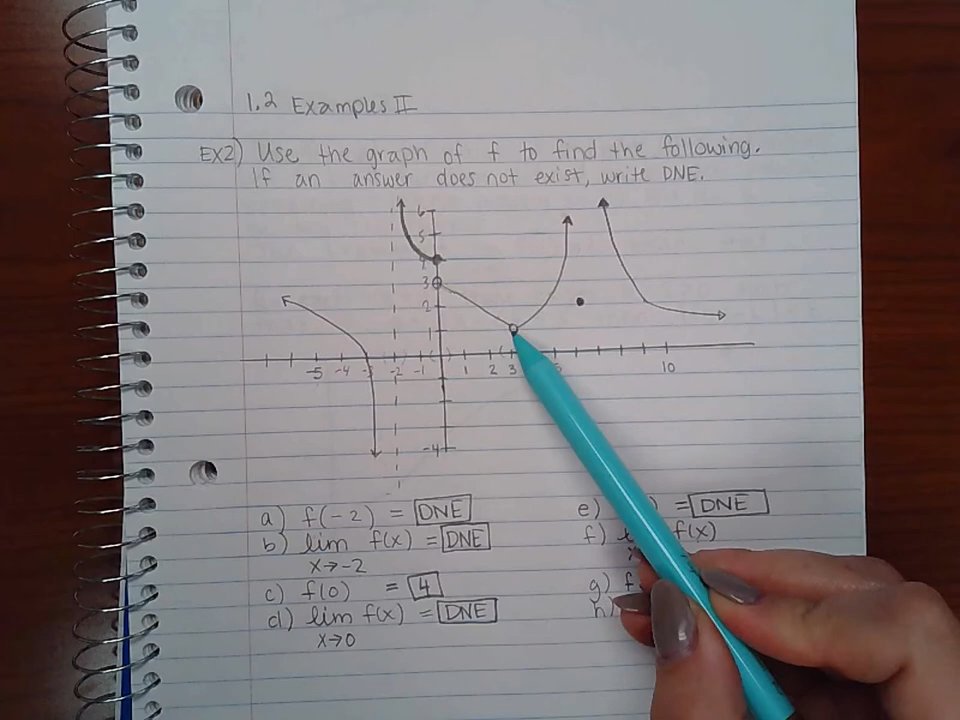 1.2 Examples II
EX2) Use the graph of f to find the following.
If an answer does not exist, write DNE.
6
5
3
2
1
-5 -4 -2 -1 1 2 3 5 10
-4
a) f(-2) = DNE
b) lim f(x) = DNE
x→-2
c) f(0) = 4
d) lim f(x) = DNE
x→0
e) ) = DNE
f) f(x)
g) f
h)